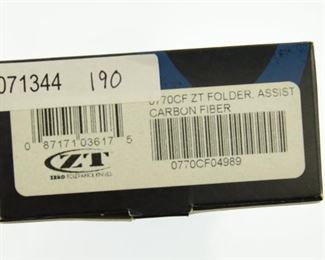 071344 190
0770CF ZT FOLDER, ASSIST
CARBON FIBER
0 87171 03617 5
ZT
ZERO TOLERANCE KNIVES
0770CF04989